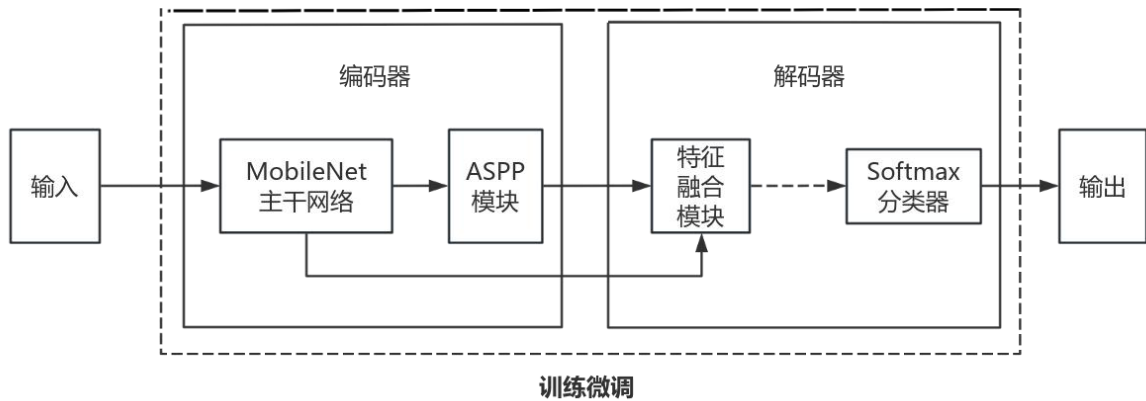 编码器
解码器
输入
MobileNet
主干网络
ASPP
模块
特征
融合
模块
Softmax
分类器
输出
训练微调